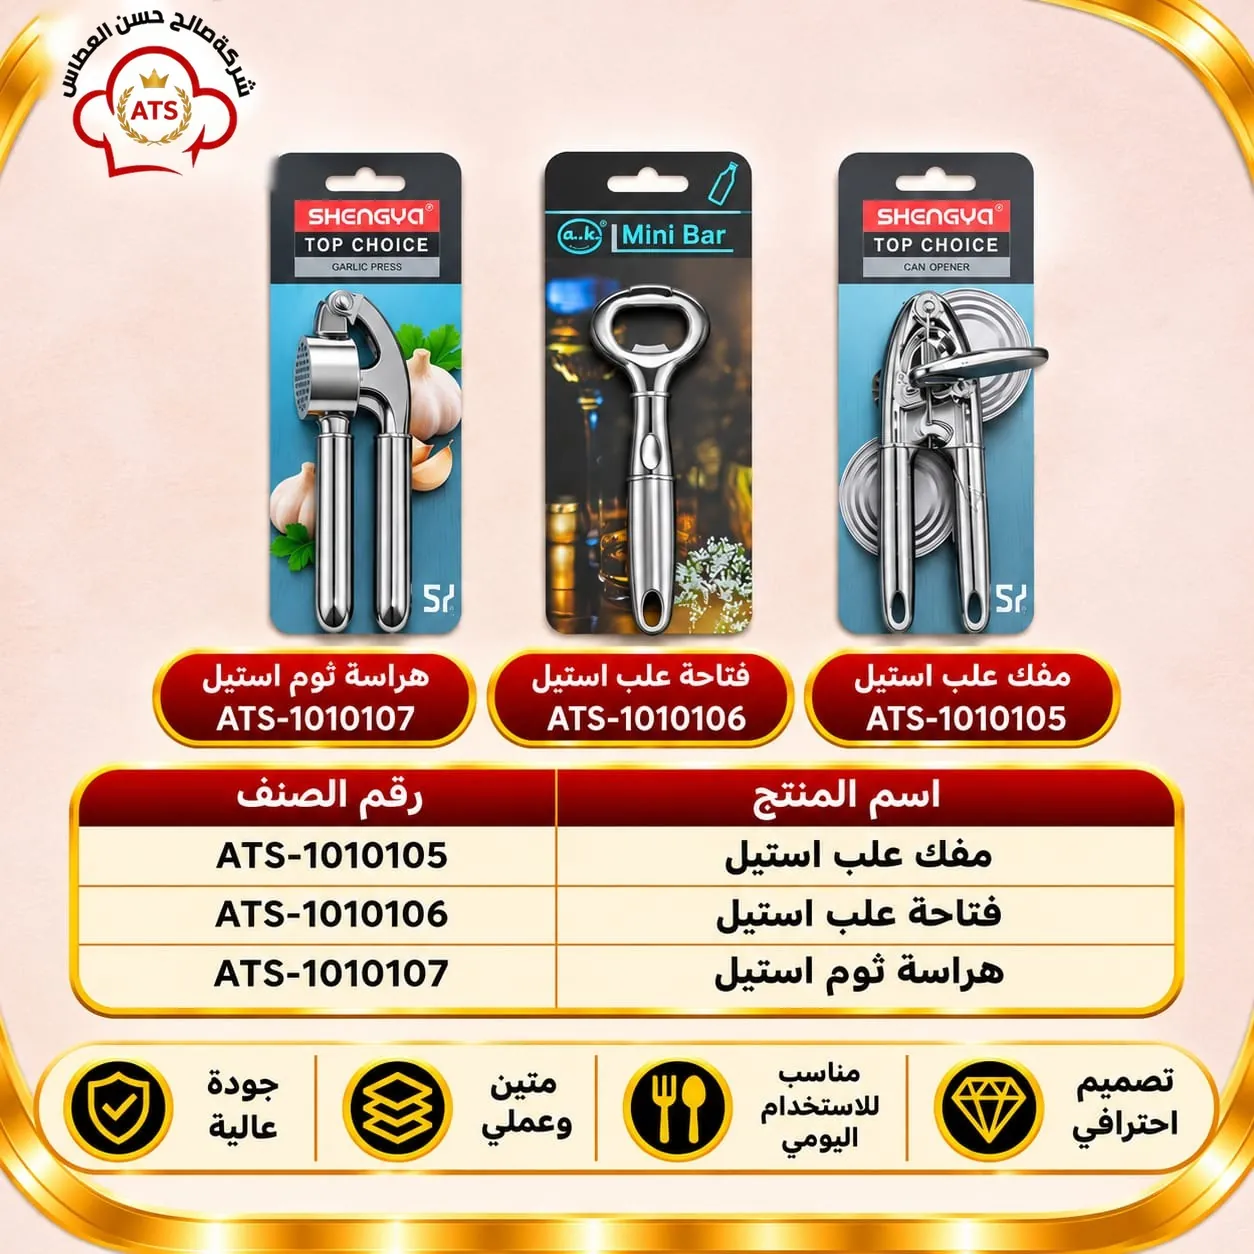 شركة صالح حسن العطاس
ATS
SHENGYA®
TOP CHOICE
GARLIC PRESS
a..k.® Mini Bar
SHENGYA®
TOP CHOICE
CAN OPENER
مفك علب استيل
ATS-1010105
فتاحة علب استيل
ATS-1010106
هراسة ثوم استيل
ATS-1010107
اسم المنتج رقم الصنف
مفك علب استيل ATS-1010105
فتاحة علب استيل ATS-1010106
هراسة ثوم استيل ATS-1010107
تصميم
احترافي
مناسب
للاستخدام
اليومي
متين
وعملي
جودة
عالية